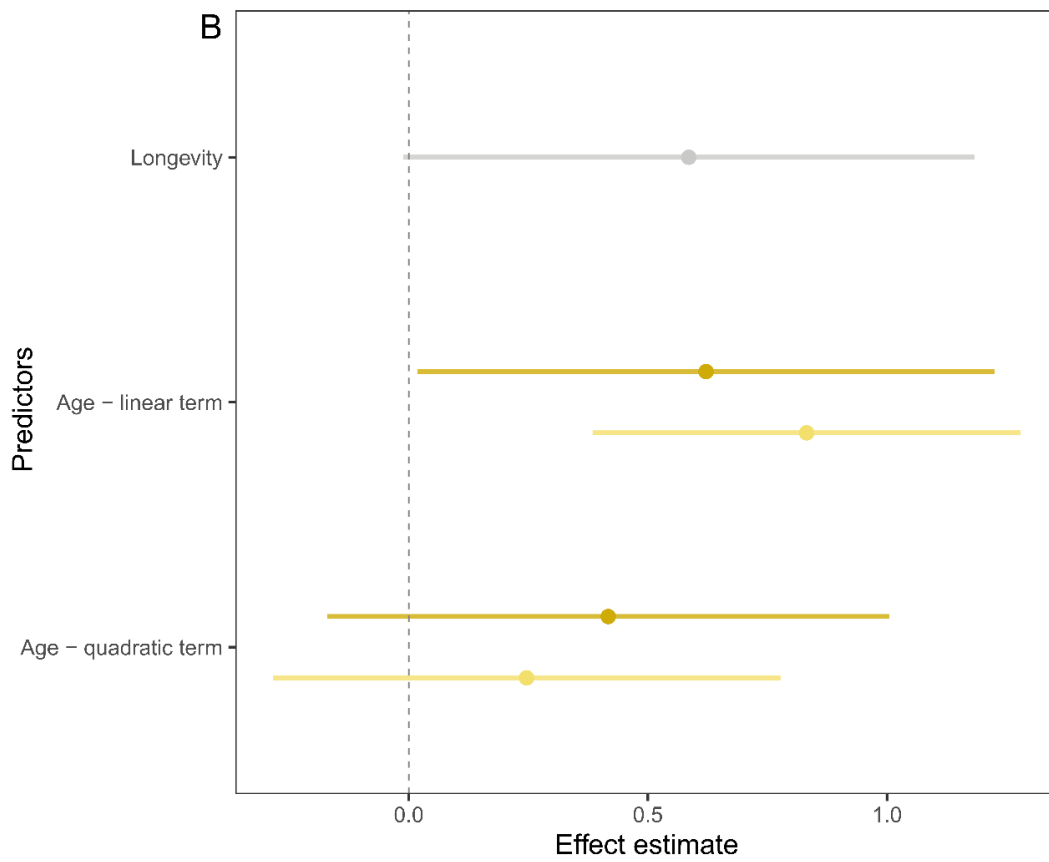 B
Longevity
Age − linear term
Age − quadratic term
Predictors
0.0
0.5
1.0
Effect estimate